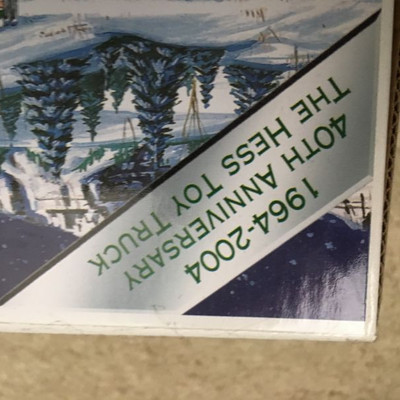 1964-2004
40TH ANNIVERSARY
THE HESS TOY TRUCK